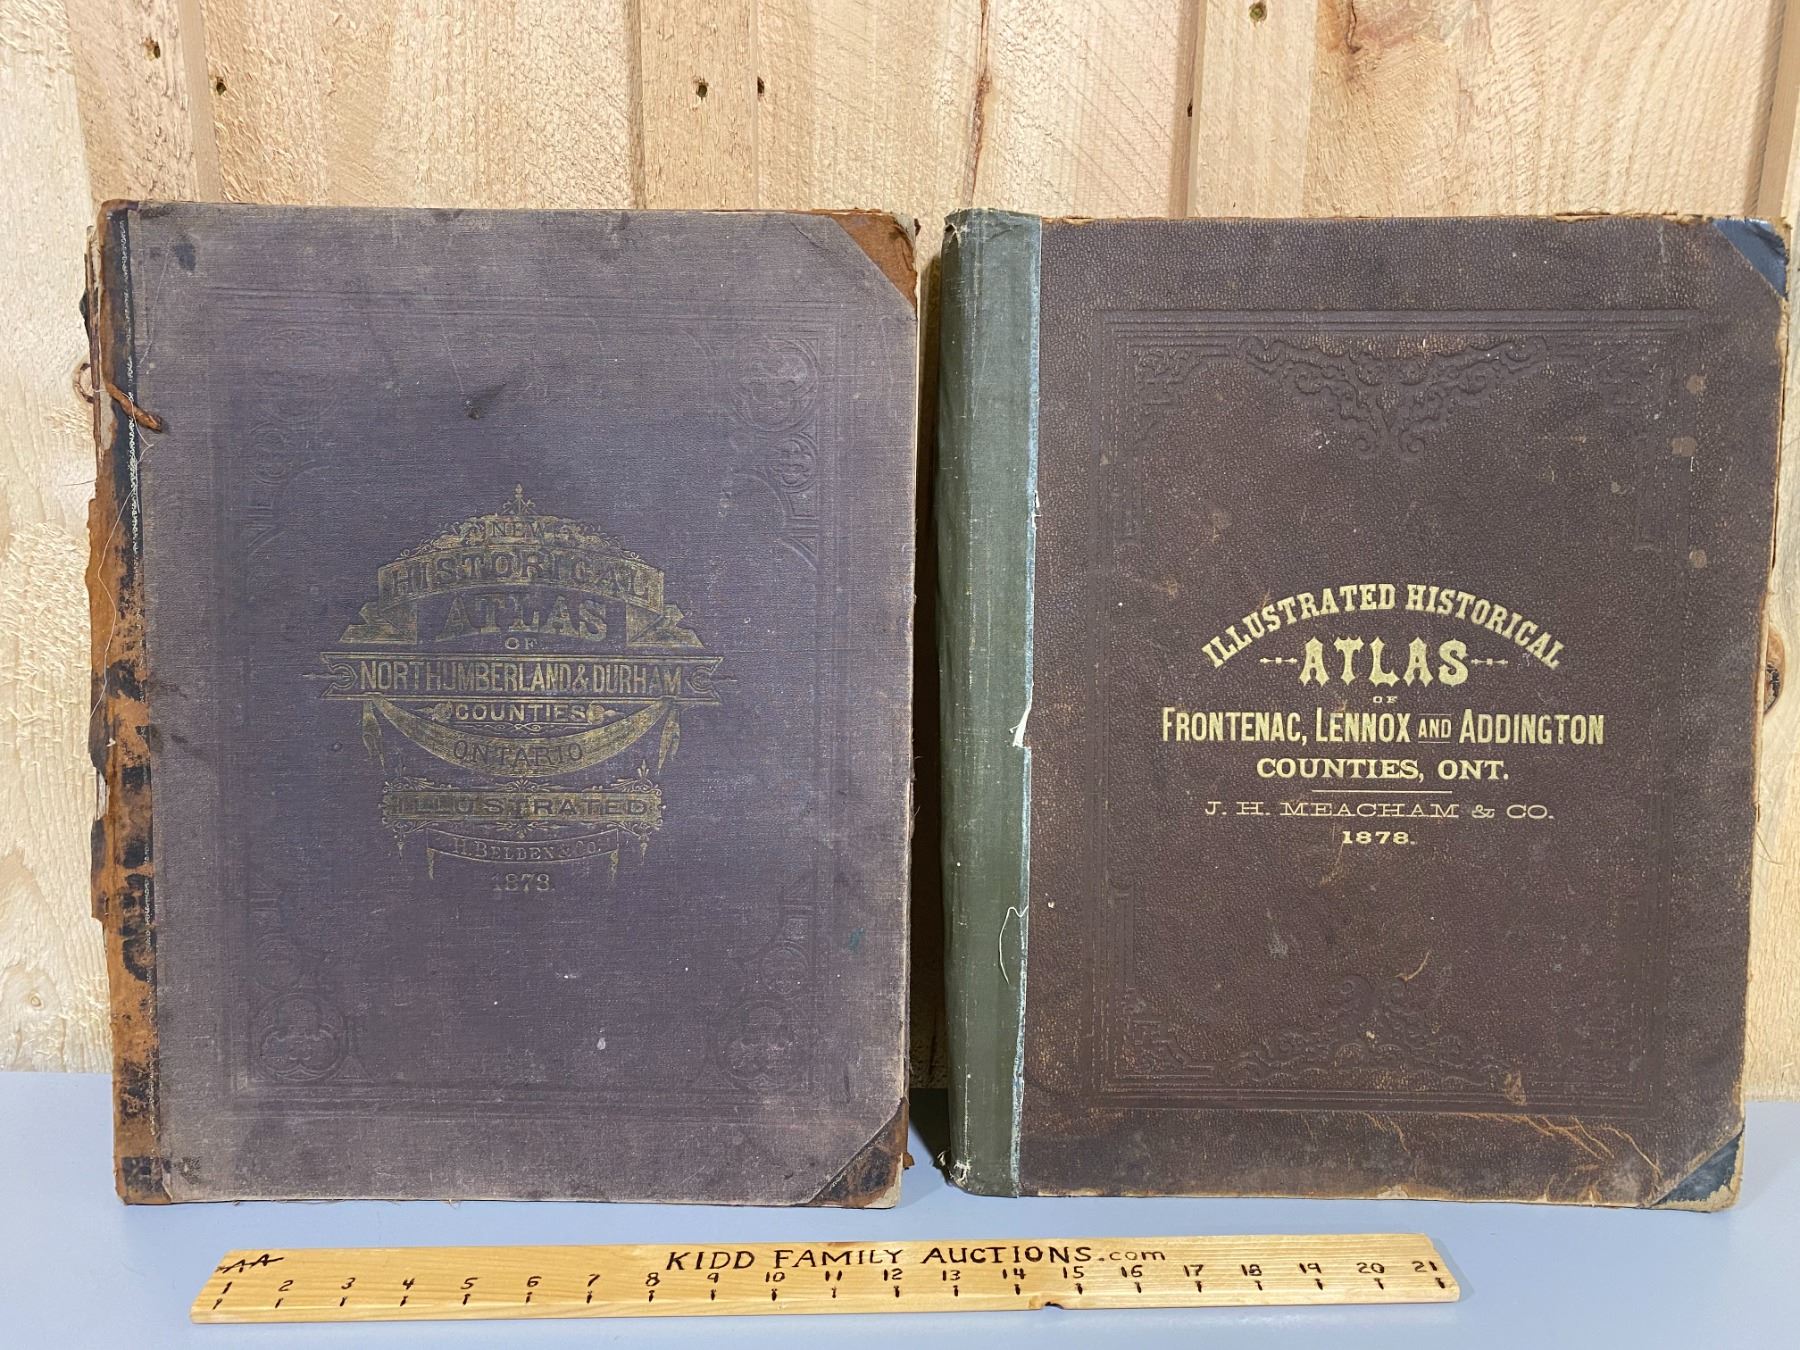 NEW
HISTORICAL
ATLAS
OF
NORTHUMBERLAND & DURHAM
COUNTIES
ONTARIO
ILLUSTRATED
H. BELDEN & CO.
1878.
ILLUSTRATED HISTORICAL
ATLAS
OF
FRONTENAC, LENNOX AND ADDINGTON
COUNTIES, ONT.
J. H. MEACHAM & CO.
1878.
KIDD FAMILY AUCTIONS.com
1 2 3 4 5 6 7 8 9 10 11 12 13 14 15 16 17 18 19 20 21